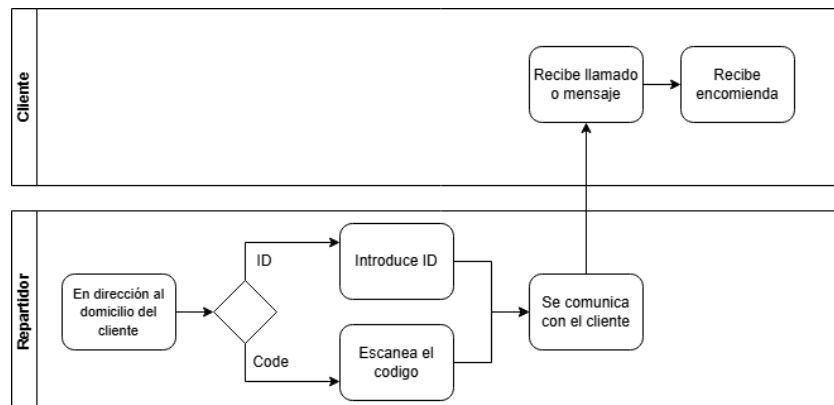 Cliente
Recibe llamado
o mensaje
Recibe
encomienda
Repartidor
En dirección al
domicilio del
cliente
ID
Code
Introduce ID
Escanea el
codigo
Se comunica
con el cliente